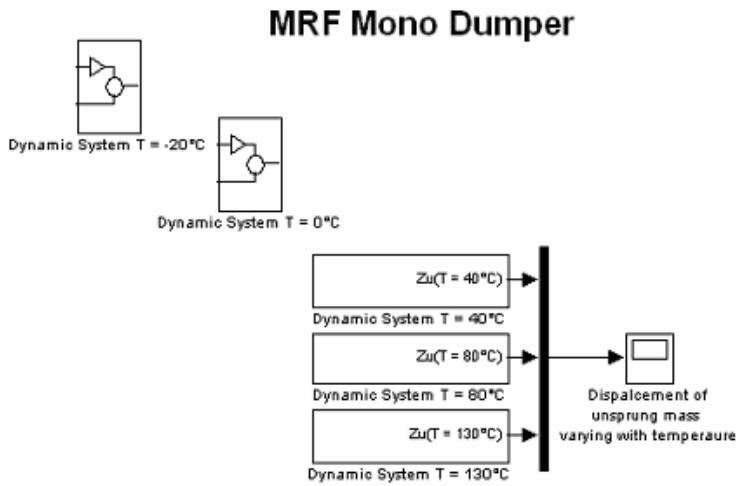 MRF Mono Dumper
Dynamic System T = -20°C
Dynamic System T = 0°C
Zu(T = 40°C)
Dynamic System T = 40°C
Zu(T = 80°C)
Dynamic System T = 80°C
Zu(T = 130°C)
Dynamic System T = 130°C
Dispalcement of
unsprung mass
varying with temperaure